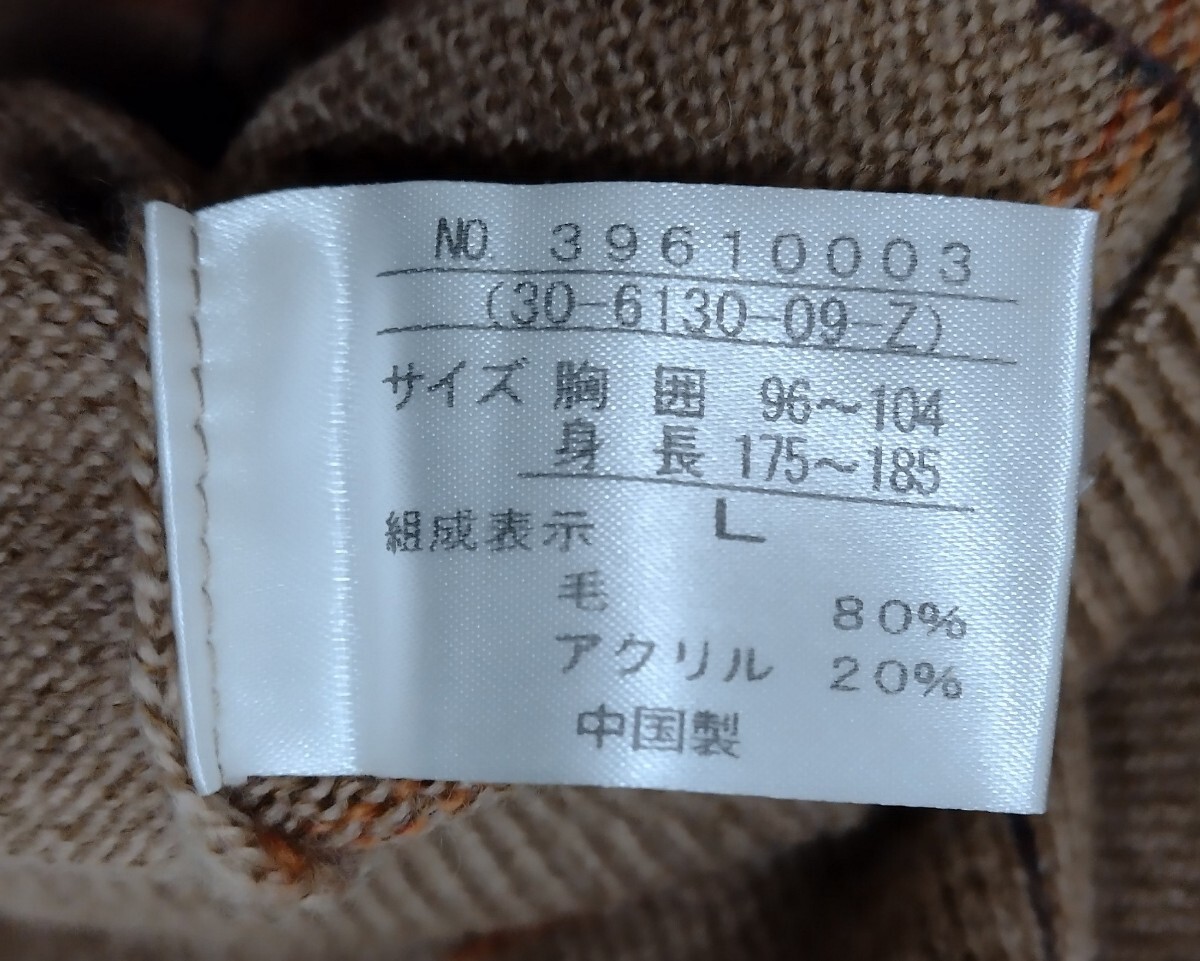 NO. 39610003
(30-6130-09-Z)
サイズ 胸 囲 96～104
身 長 175～185
組成表示 L
毛 80%
アクリル 20%
中国製